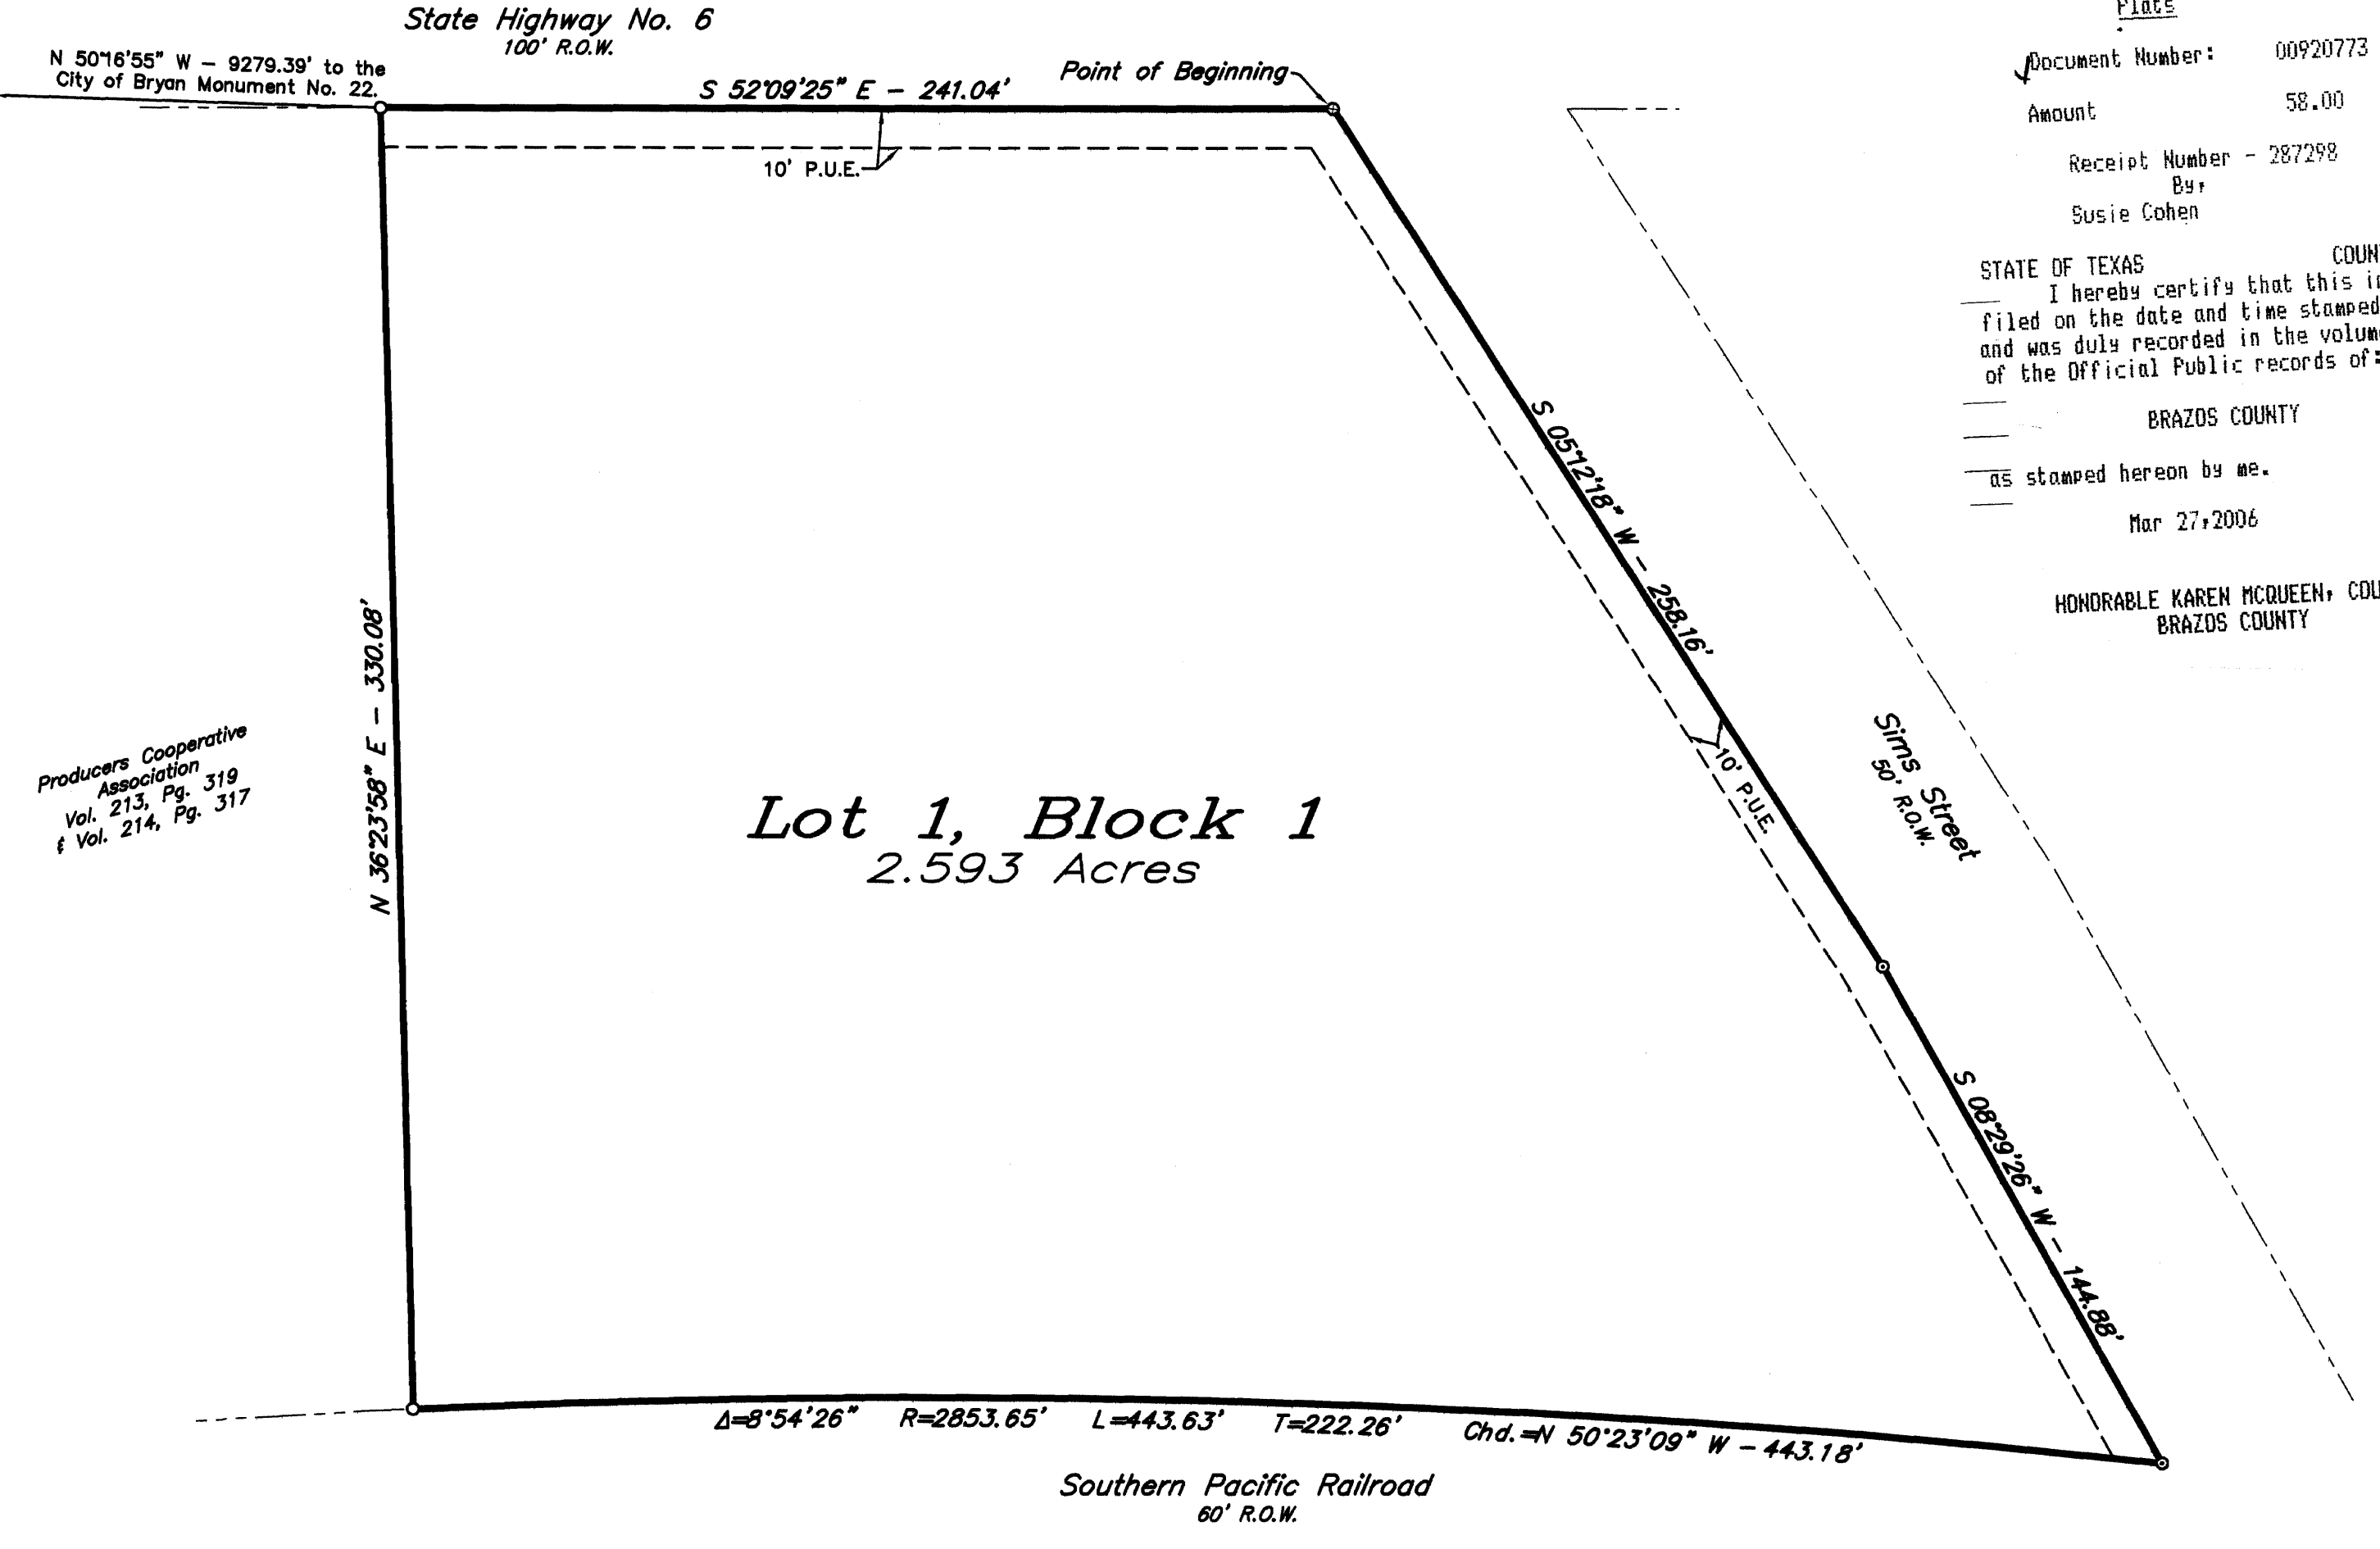 State Highway No. 6
100' R.O.W.
N 50°16'55" W - 9279.39' to the
City of Bryan Monument No. 22.
S 52°09'25" E - 241.04'
Point of Beginning
10' P.U.E.
S 05°12'18" W - 258.16'
10' P.U.E.
Sims Street
50' R.O.W.
S 08°29'26" W - 144.88'
N 36°23'58" E - 330.08'
Producers Cooperative
Association
Vol. 213, Pg. 319
& Vol. 214, Pg. 317
Lot 1, Block 1
2.593 Acres
Δ=8°54'26" R=2853.65' L=443.63' T=222.26' Chd.=N 50°23'09" W - 443.18'
Southern Pacific Railroad
60' R.O.W.
Plats
Document Number: 00920773
Amount 58.00
Receipt Number - 287298
By,
Susie Cohen
STATE OF TEXAS COUN
I hereby certify that this i
filed on the date and time stamped
and was duly recorded in the volum
of the Official Public records of:
BRAZOS COUNTY
as stamped hereon by me.
Mar 27,2006
HONORABLE KAREN MCQUEEN, COU
BRAZOS COUNTY